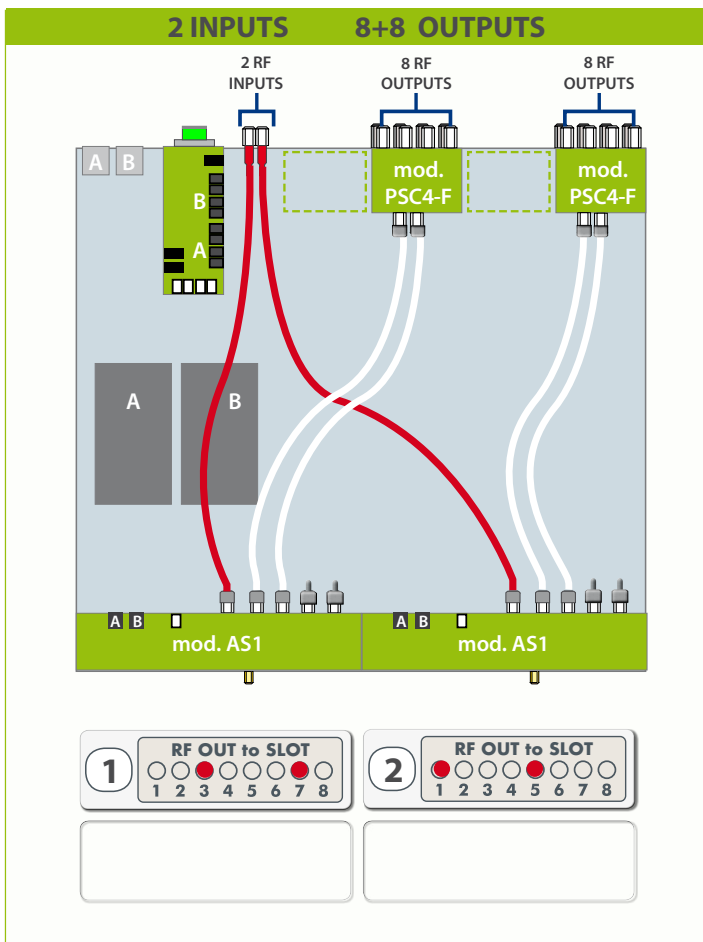 2 INPUTS 8+8 OUTPUTS
2 RF INPUTS
8 RF OUTPUTS
8 RF OUTPUTS
A B
mod. PSC4-F
mod. PSC4-F
B
A
A
B
A B
mod. AS1
A B
mod. AS1
1
RF OUT to SLOT
1 2 3 4 5 6 7 8
2
RF OUT to SLOT
1 2 3 4 5 6 7 8